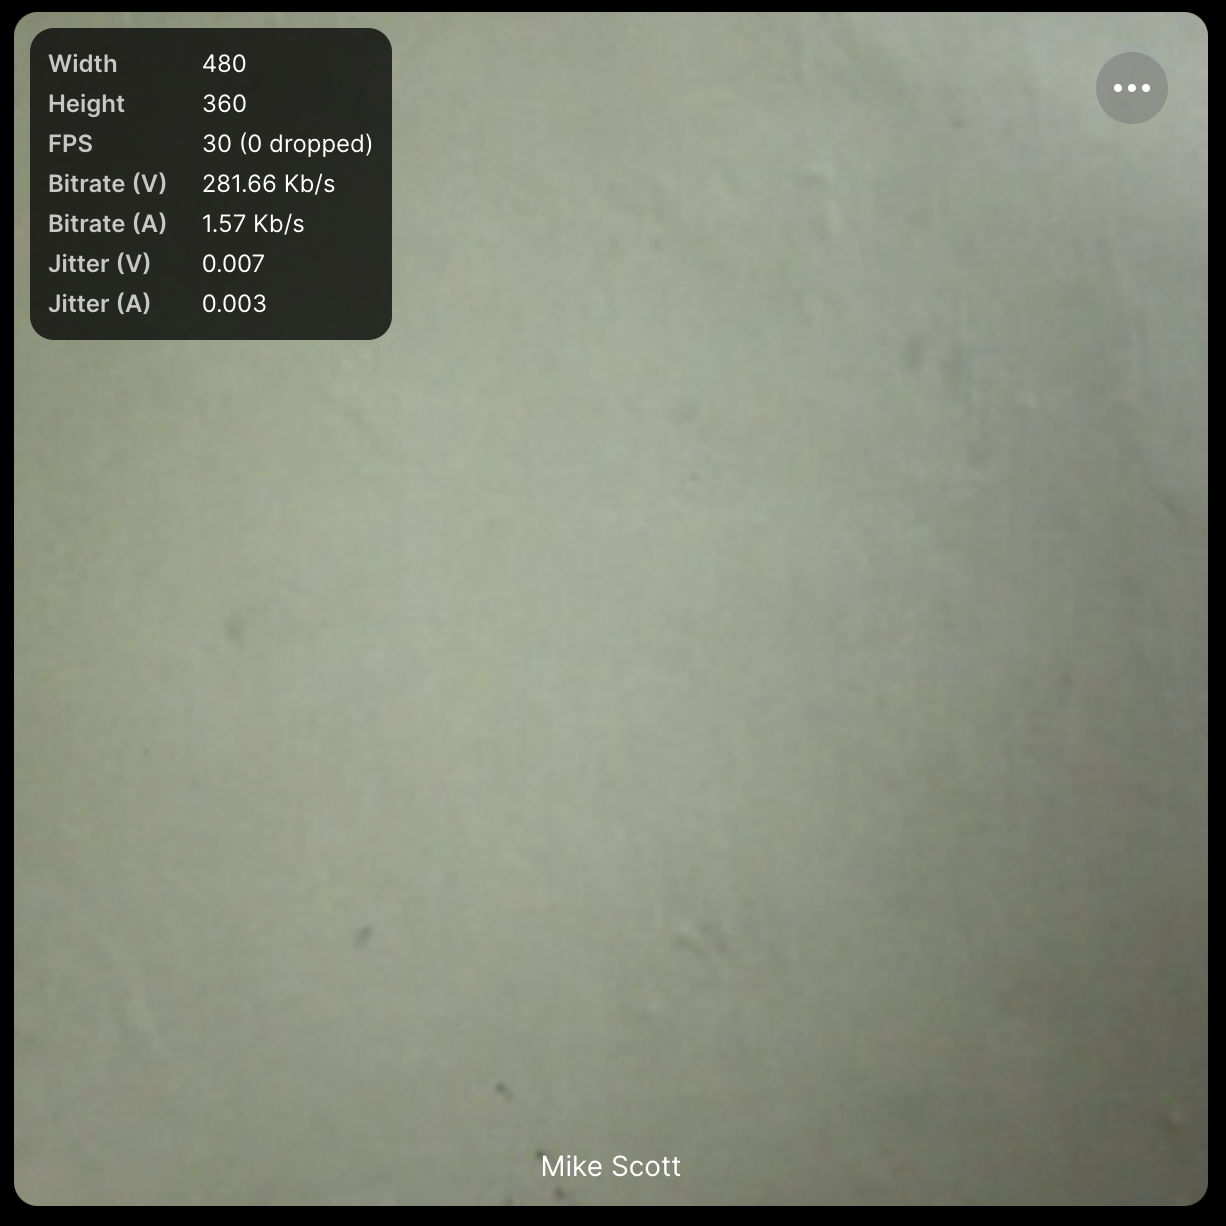 Width 480
Height 360
FPS 30 (0 dropped)
Bitrate (V) 281.66 Kb/s
Bitrate (A) 1.57 Kb/s
Jitter (V) 0.007
Jitter (A) 0.003
Mike Scott